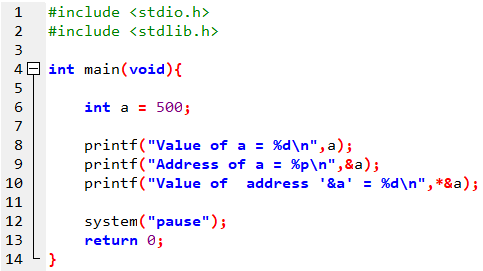 1 #include <stdio.h>
2 #include <stdlib.h>
3
4 int main(void){
5
6 int a = 500;
7
8 printf("Value of a = %d\n",a);
9 printf("Address of a = %p\n",&a);
10 printf("Value of  address '&a' = %d\n",*&a);
11
12 system("pause");
13 return 0;
14 }